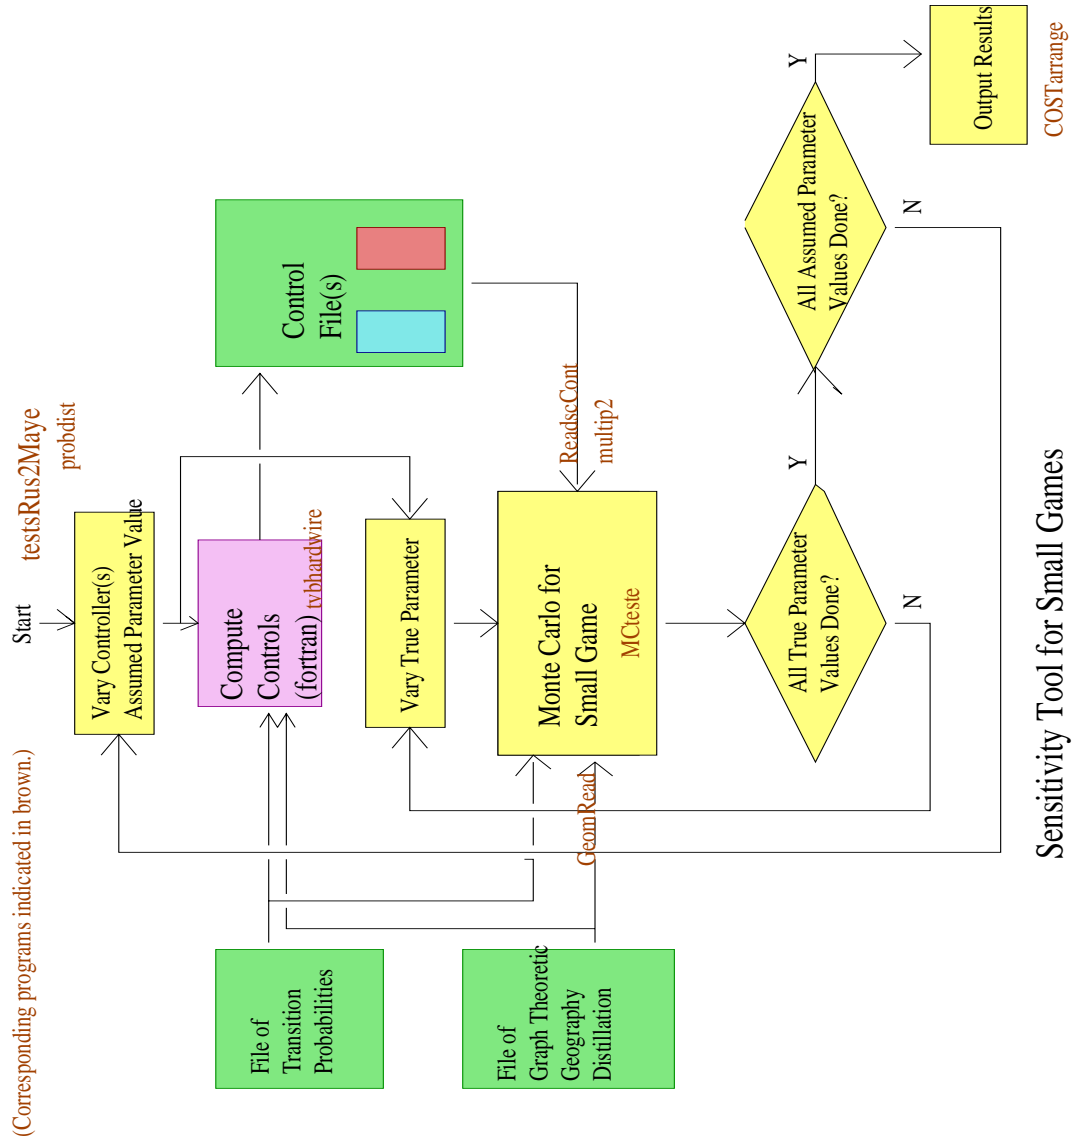 (Corresponding programs indicated in brown.)
Start
testsRus2Maye
probdist
Vary Controller(s)
Assumed Parameter Value
Compute
Controls
(fortran)
tvbhardwire
Control
File(s)
Vary True Parameter
ReadscCont
multip2
Monte Carlo for
Small Game
MCteste
GeomRead
File of
Transition
Probabilities
File of
Graph Theoretic
Geography
Distillation
All True Parameter
Values Done?
Y
N
All Assumed Parameter
Values Done?
Y
N
Output Results
COSTarrange
Sensitivity Tool for Small Games